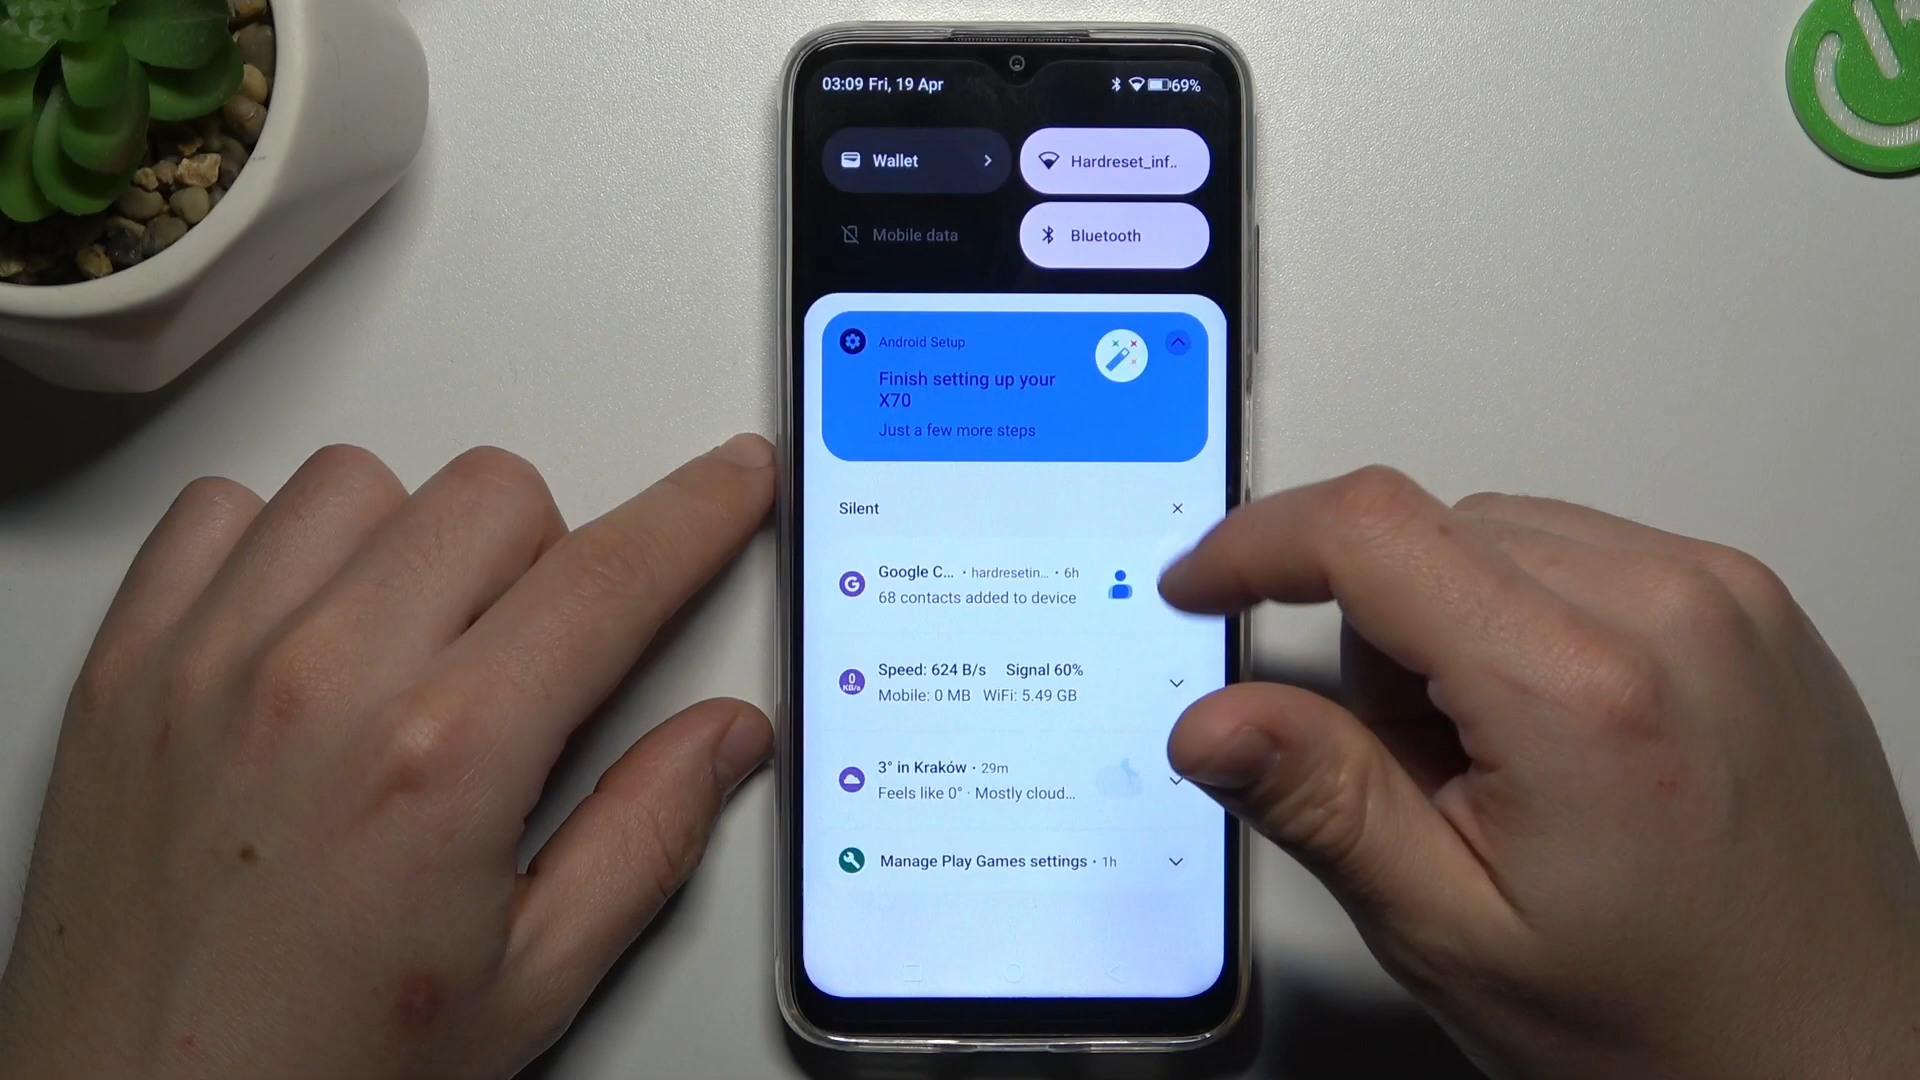 03:09 Fri, 19 Apr
69%
Wallet
Hardreset_inf..
Mobile data
Bluetooth
Android Setup
Finish setting up your
X70
Just a few more steps
Silent
Google C... • hardresetin... • 6h
68 contacts added to device
0
KB/s
Speed: 624 B/s Signal 60%
Mobile: 0 MB WiFi: 5.49 GB
3° in Kraków • 29m
Feels like 0° · Mostly cloud...
Manage Play Games settings • 1h